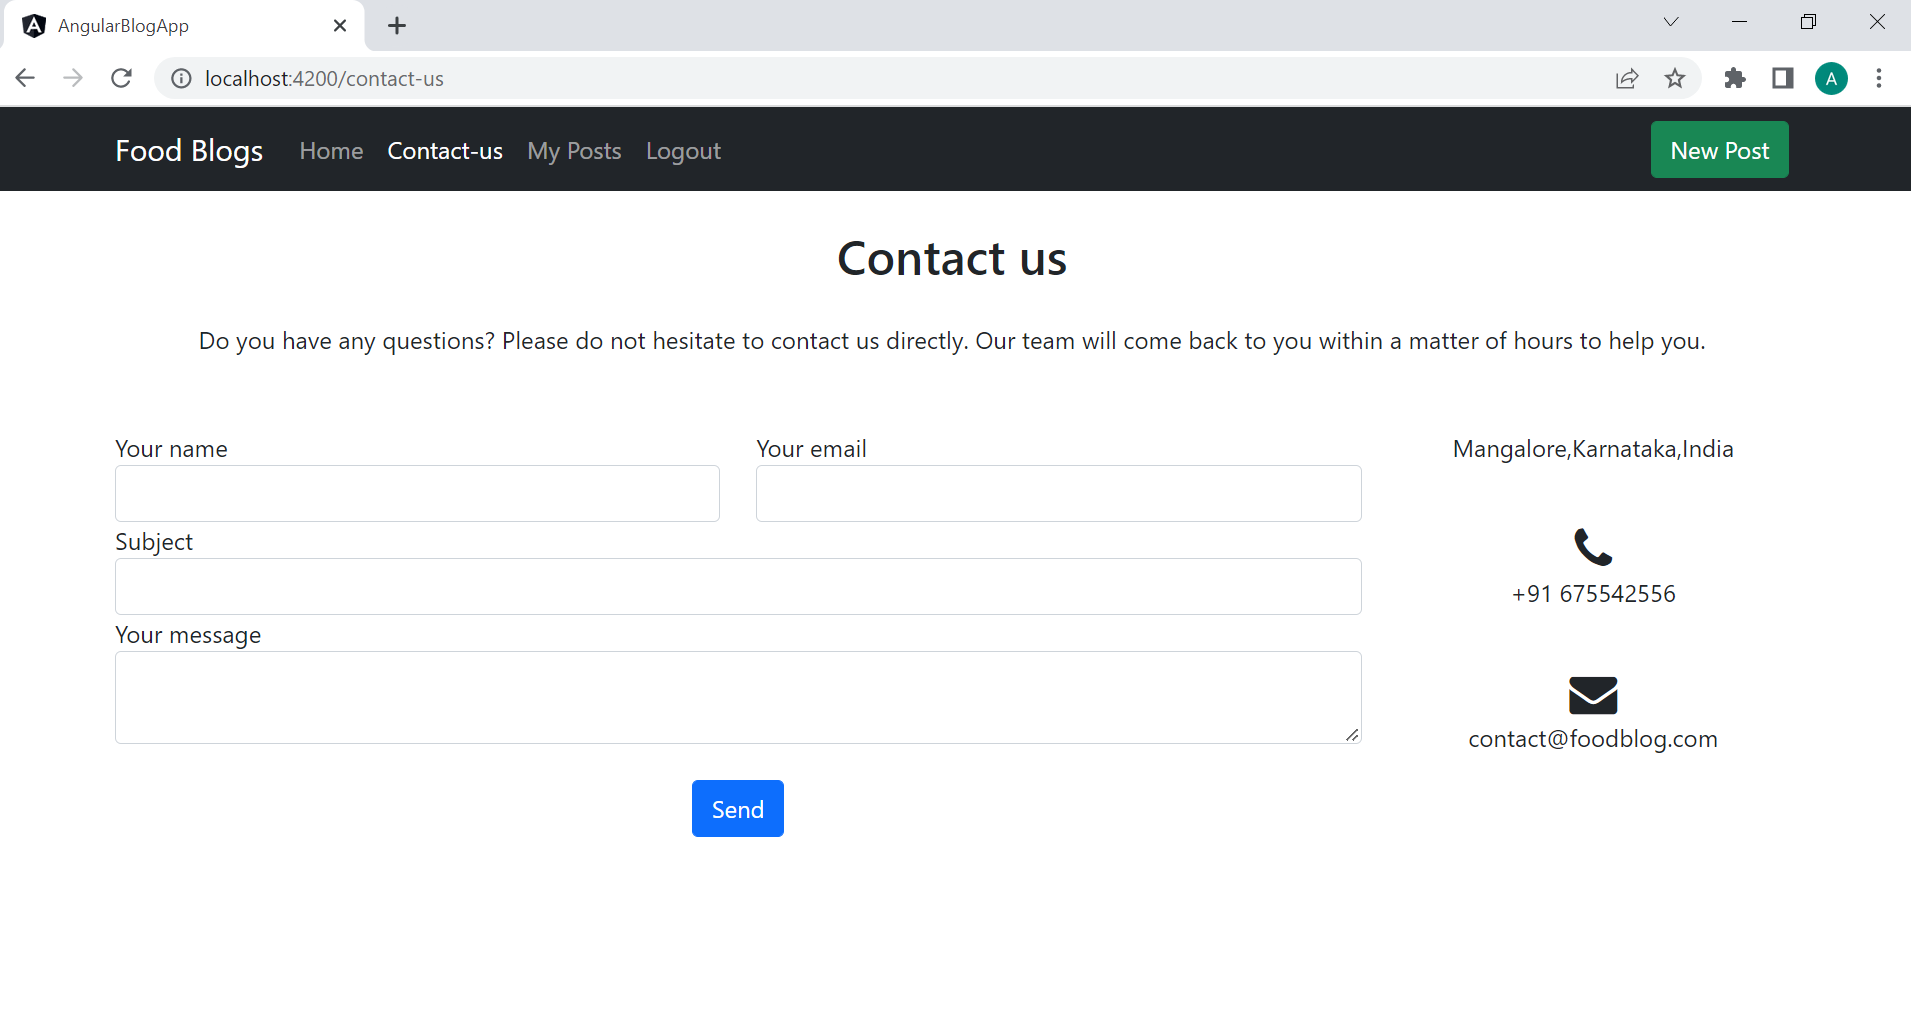 AngularBlogApp
localhost:4200/contact-us
A
Food Blogs Home Contact-us My Posts Logout New Post
Contact us
Do you have any questions? Please do not hesitate to contact us directly. Our team will come back to you within a matter of hours to help you.
Your name
Your email
Subject
Your message
Send
Mangalore,Karnataka,India
+91 675542556
contact@foodblog.com